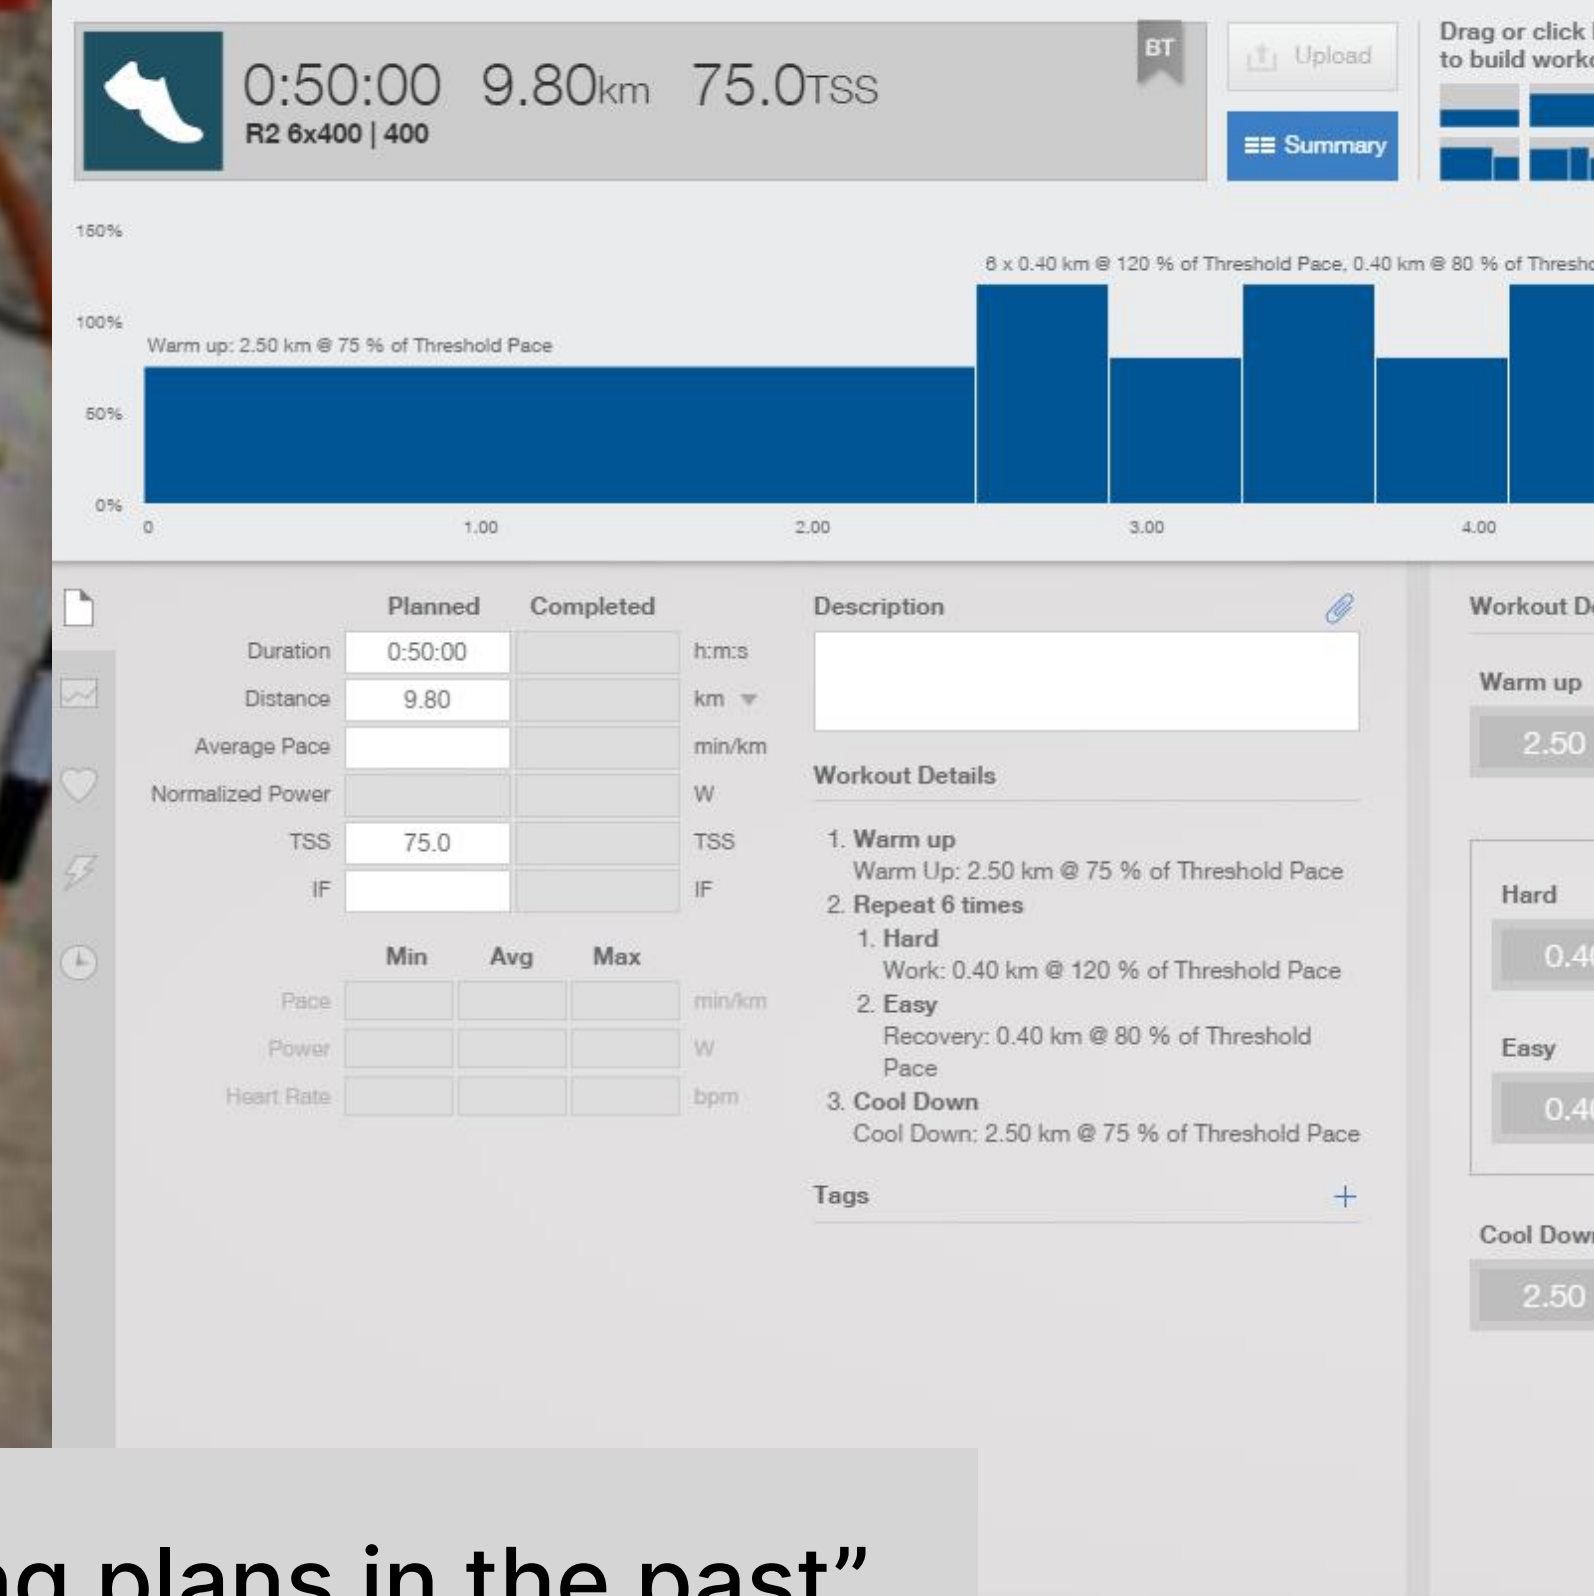 0:50:00 9.80km 75.0TSS
R2 6x400 | 400
BT
Upload
Summary
Drag or click
to build
150%
100%
50%
0%
6 x 0.40 km @ 120 % of Threshold Pace, 0.40 km @ 80 % of
Warm up: 2.50 km @ 75 % of Threshold Pace
0 1.00 2.00 3.00 4.00
Planned Completed
Duration 0:50:00 h:m:s
Distance 9.80 km
Average Pace min/km
Normalized Power W
TSS 75.0 TSS
IF IF
Min Avg Max
Pace min/km
Power W
Heart Rate bpm
Description
Workout Details
1. Warm up
Warm Up: 2.50 km @ 75 % of Threshold Pace
2. Repeat 6 times
1. Hard
Work: 0.40 km @ 120 % of Threshold Pace
2. Easy
Recovery: 0.40 km @ 80 % of Threshold
Pace
3. Cool Down
Cool Down: 2.50 km @ 75 % of Threshold Pace
Tags
Workout
Warm up
2.50
Hard
Easy
Cool
2.50
plans in the past”